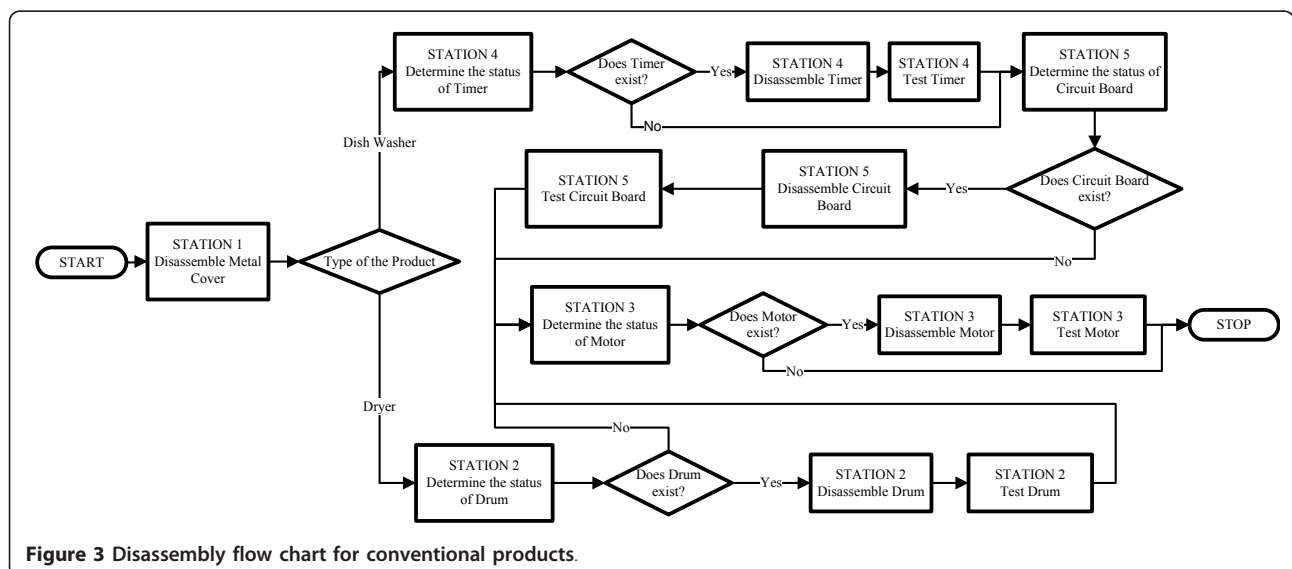 STATION 4
Determine the status
of Timer
Does Timer
exist?
Yes
STATION 4
Disassemble Timer
STATION 4
Test Timer
STATION 5
Determine the status of
Circuit Board
No
Dish Washer
STATION 5
Test Circuit Board
STATION 5
Disassemble Circuit
Board
Yes
Does Circuit Board
exist?
No
START
STATION 1
Disassemble Metal
Cover
Type of the Product
STATION 3
Determine the status
of Motor
Does Motor
exist?
Yes
STATION 3
Disassemble Motor
STATION 3
Test Motor
STOP
No
Dryer
No
STATION 2
Determine the status
of Drum
Does Drum
exist?
Yes
STATION 2
Disassemble Drum
STATION 2
Test Drum
Figure 3 Disassembly flow chart for conventional products.